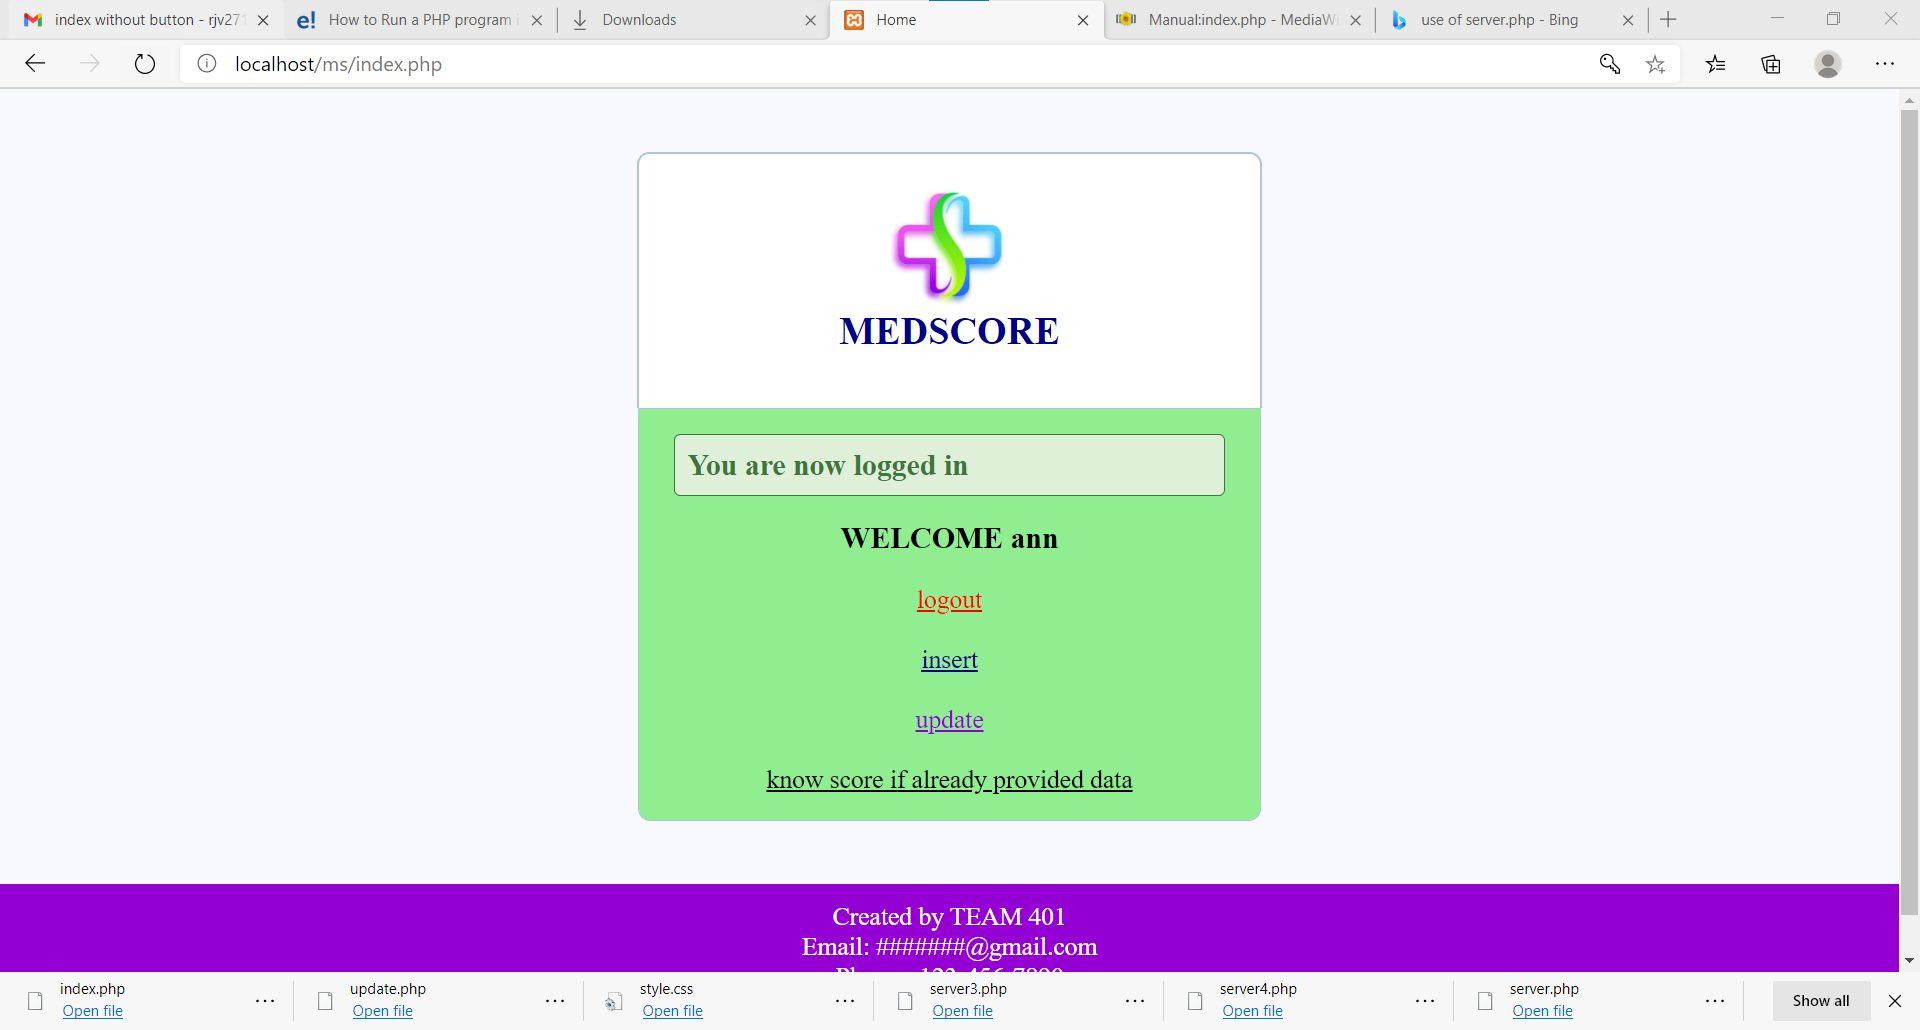 index without button - rjv271
How to Run a PHP program i
Downloads
Home
Manual:index.php - MediaWi
use of server.php - Bing
localhost/ms/index.php
MEDSCORE
You are now logged in
WELCOME ann
logout
insert
update
know score if already provided data
Created by TEAM 401
Email: #######@gmail.com
index.php
Open file
update.php
Open file
style.css
Open file
server3.php
Open file
server4.php
Open file
server.php
Open file
Show all